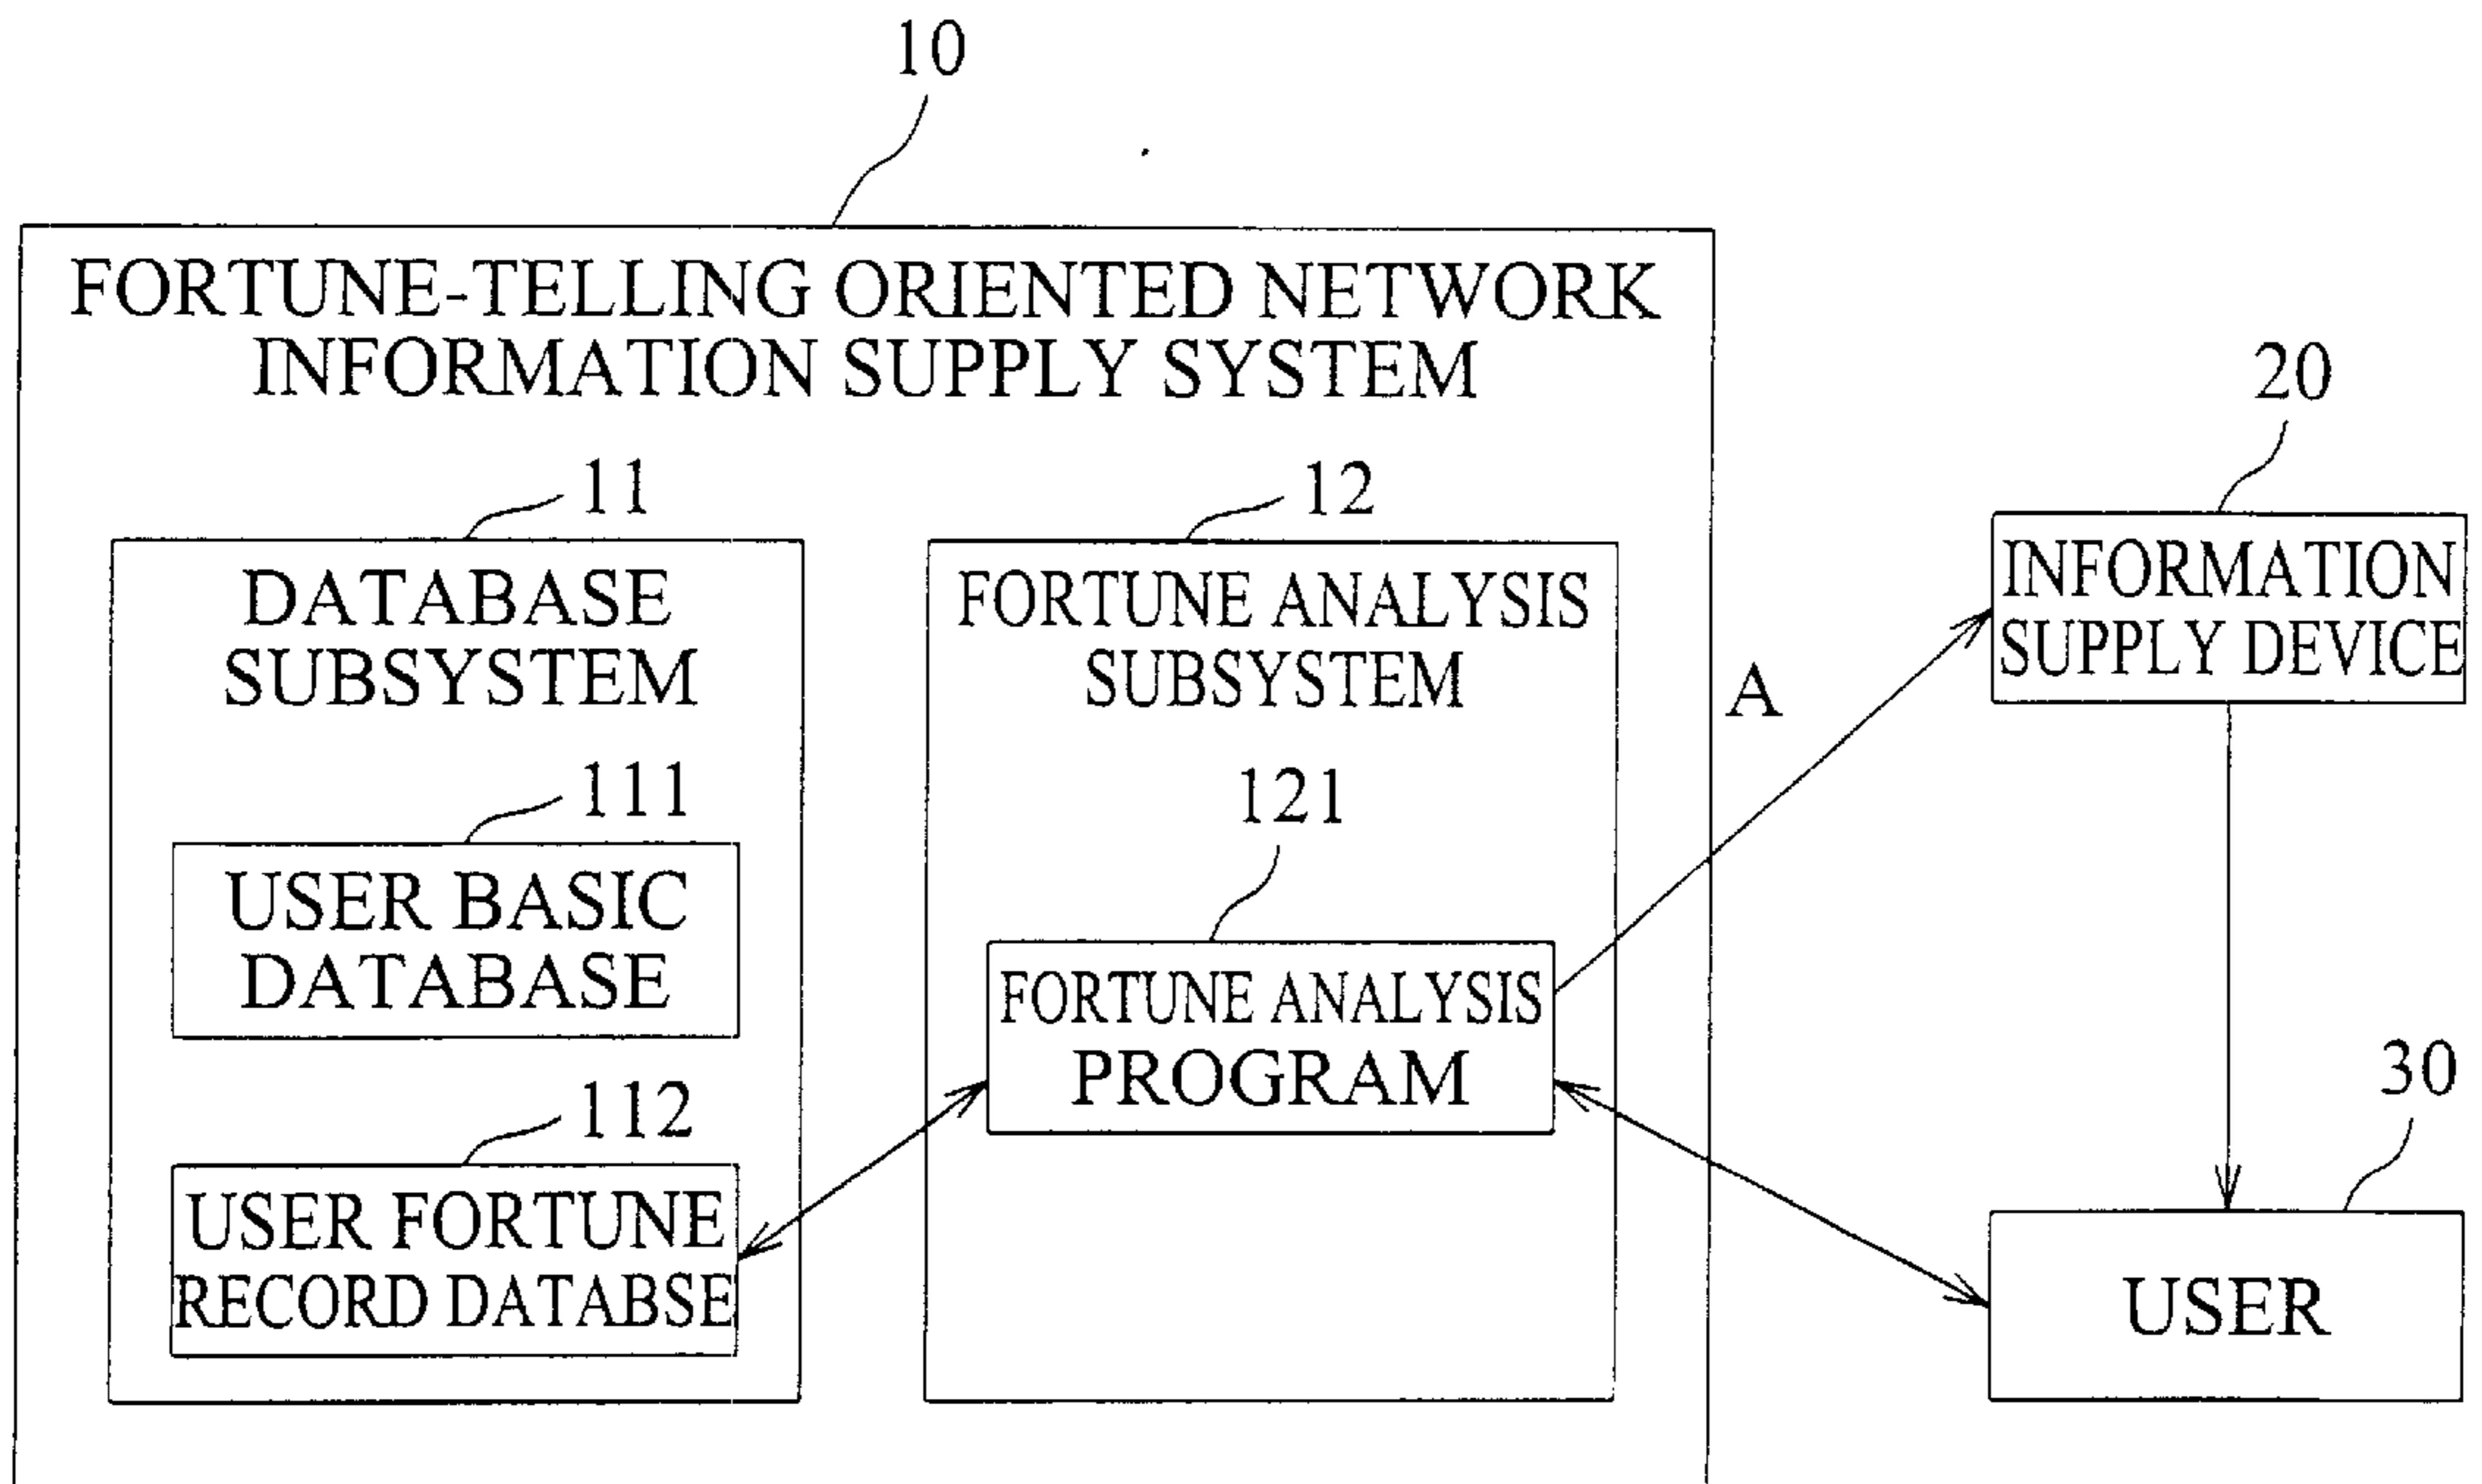 10
FORTUNE-TELLING ORIENTED NETWORK
INFORMATION SUPPLY SYSTEM
20
11
12
DATABASE
SUBSYSTEM
FORTUNE ANALYSIS
SUBSYSTEM
INFORMATION
SUPPLY DEVICE
A
111
121
USER BASIC
DATABASE
FORTUNE ANALYSIS
PROGRAM
30
112
USER FORTUNE
RECORD DATABSE
USER